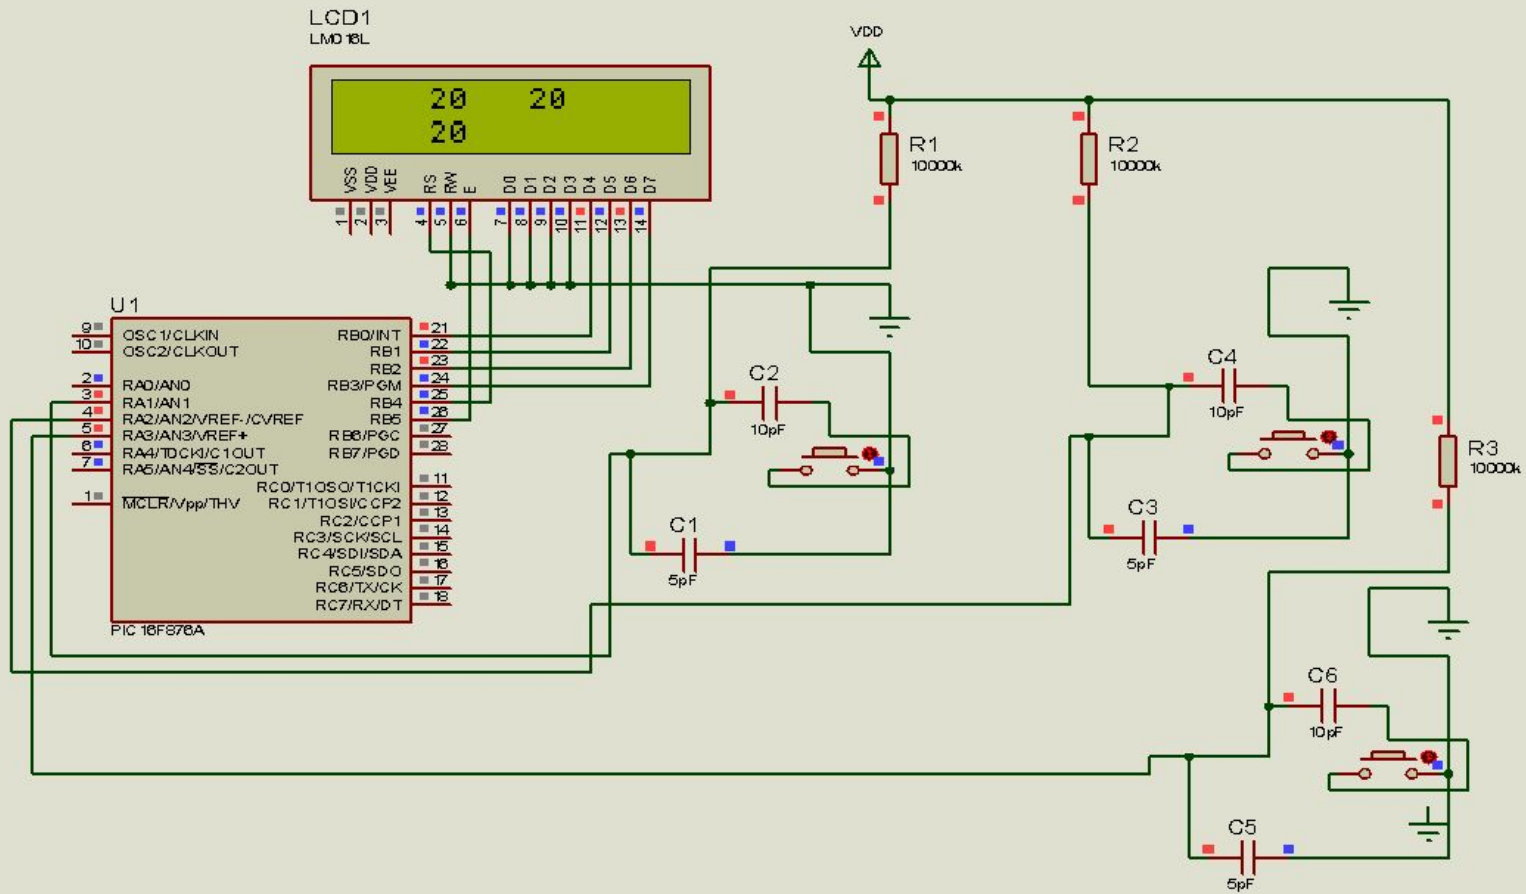 LCD1
LM016L
20 20
20
VSS
VDD
VEE
RS
RW
E
D0
D1
D2
D3
D4
D5
D6
D7
1
2
3
4
5
6
7
8
9
10
11
12
13
14
VDD
R1
10000k
R2
10000k
R3
10000k
U1
9 OSC1/CLKIN RB0/INT 21
10 OSC2/CLKOUT RB1 22
RB2 23
2 RA0/AN0 RB3/PGM 24
3 RA1/AN1 RB4 25
4 RA2/AN2/VREF-/CVREF RB5 26
5 RA3/AN3/VREF+ RB6/PGC 27
6 RA4/T0CKI/C1OUT RB7/PGD 28
7 RA5/AN4/SS/C2OUT
RC0/T1OSO/T1CKI 11
1 MCLR/Vpp/THV RC1/T1OSI/CCP2 12
RC2/CCP1 13
RC3/SCK/SCL 14
RC4/SDI/SDA 15
RC5/SDO 16
RC6/TX/CK 17
RC7/RX/DT 18
PIC16F876A
C2
10pF
C1
5pF
C4
10pF
C3
5pF
C6
10pF
C5
5pF